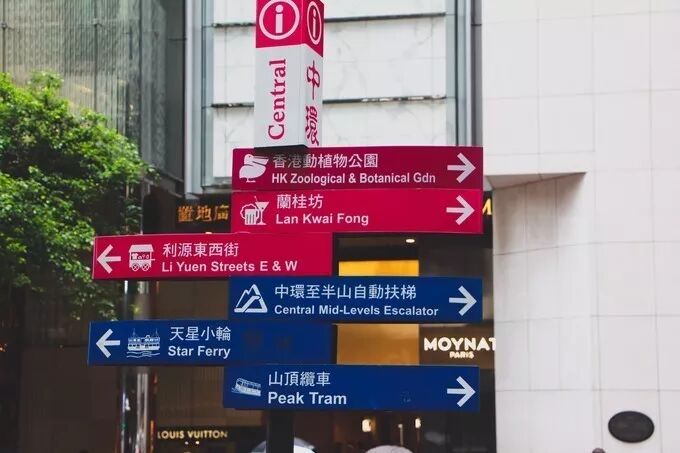 Central
中環
香港動植物公園
HK Zoological & Botanical Gdn
蘭桂坊
Lan Kwai Fong
利源東西街
Li Yuen Streets E & W
中環至半山自動扶梯
Central Mid-Levels Escalator
天星小輪
Star Ferry
MOYNAT
PARIS
山頂纜車
Peak Tram
LOUIS VUITTON